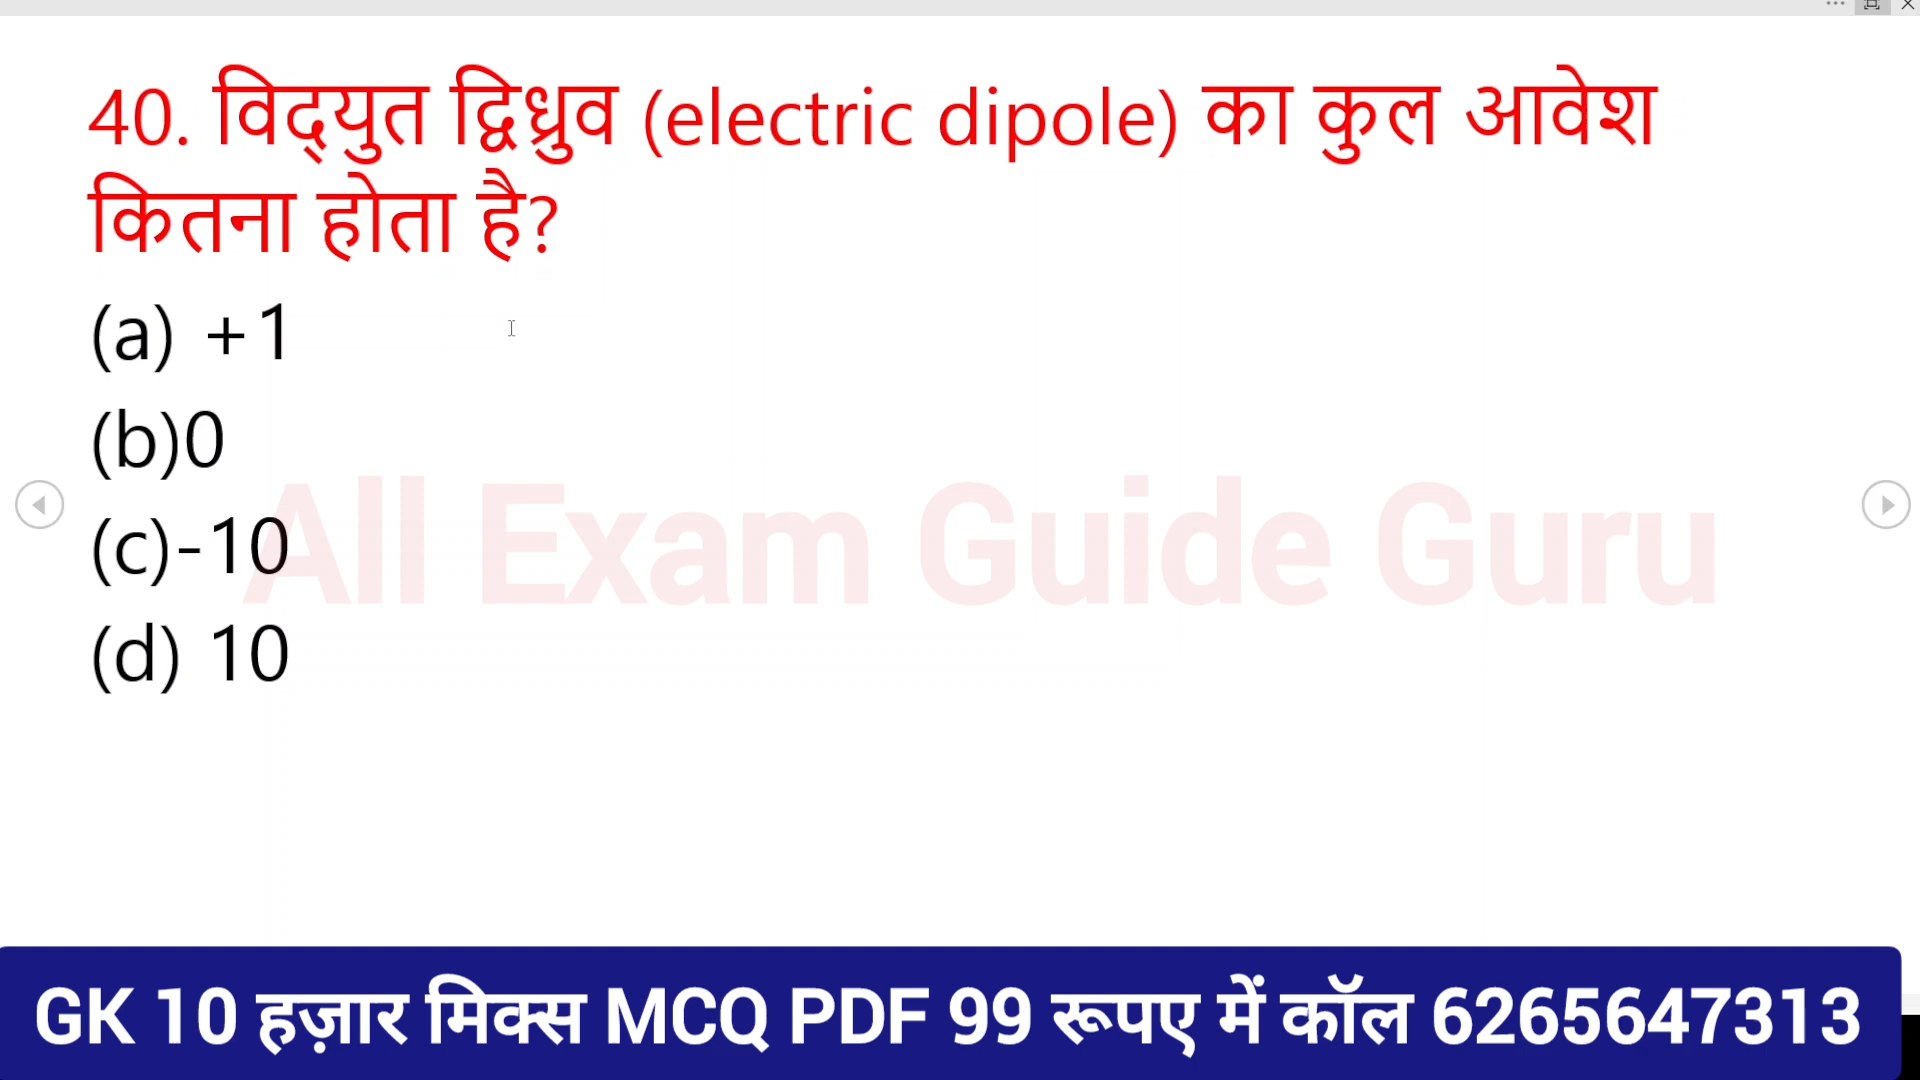 40. विद्‌युत द्विध्रुव (electric dipole) का कुल आवेश
कितना होता है?
(a) +1
(b)0
(c)-10
(d) 10
All Exam Guide Guru
GK 10 हज़ार मिक्स MCQ PDF 99 रूपए में कॉल 6265647313